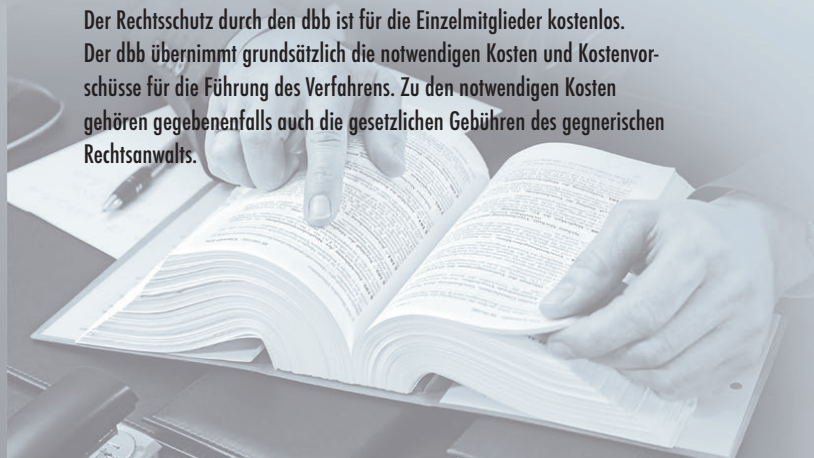 Der Rechtsschutz durch den dbb ist für die Einzelmitglieder kostenlos.
Der dbb übernimmt grundsätzlich die notwendigen Kosten und Kostenvor-
schüsse für die Führung des Verfahrens. Zu den notwendigen Kosten
gehören gegebenenfalls auch die gesetzlichen Gebühren des gegnerischen
Rechtsanwalts.